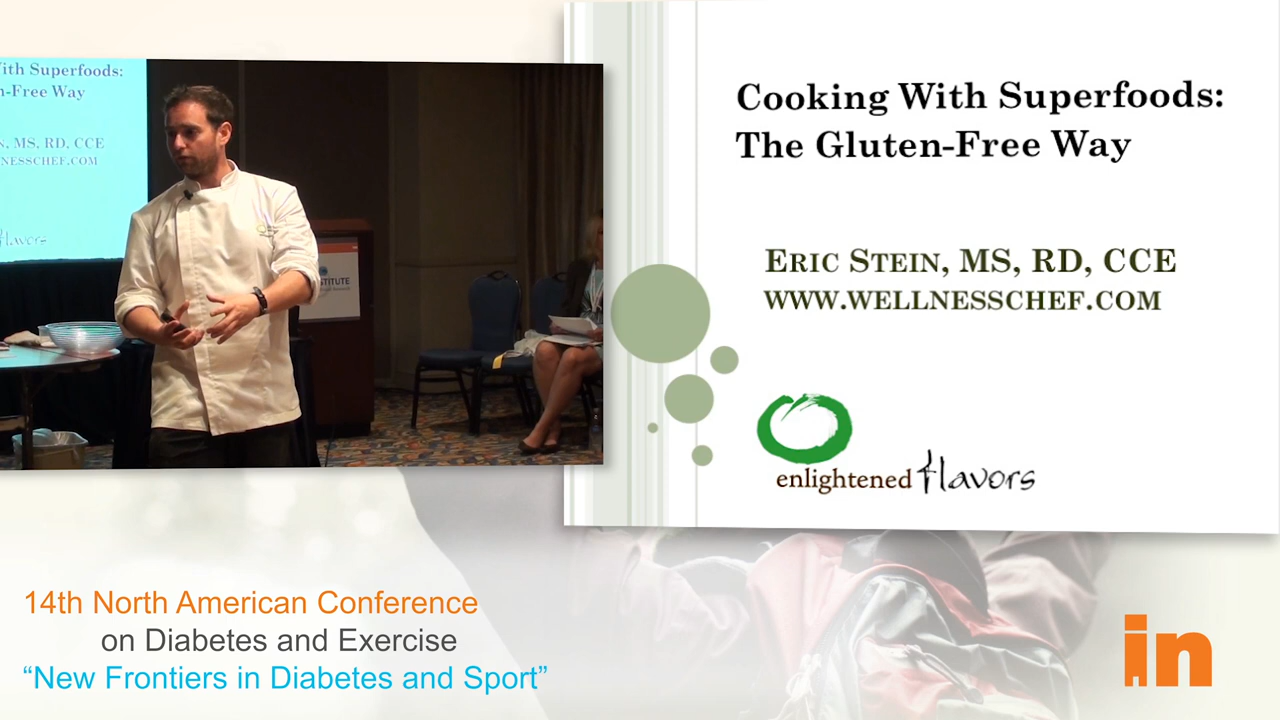 ith Superfoods:
n-Free Way
, MS, RD, CCE
NESSCHEF.COM
flavors
TITUTE
Cooking With Superfoods:
The Gluten-Free Way
ERIC STEIN, MS, RD, CCE
WWW.WELLNESSCHEF.COM
enlightened flavors
14th North American Conference
on Diabetes and Exercise
“New Frontiers in Diabetes and Sport”
in